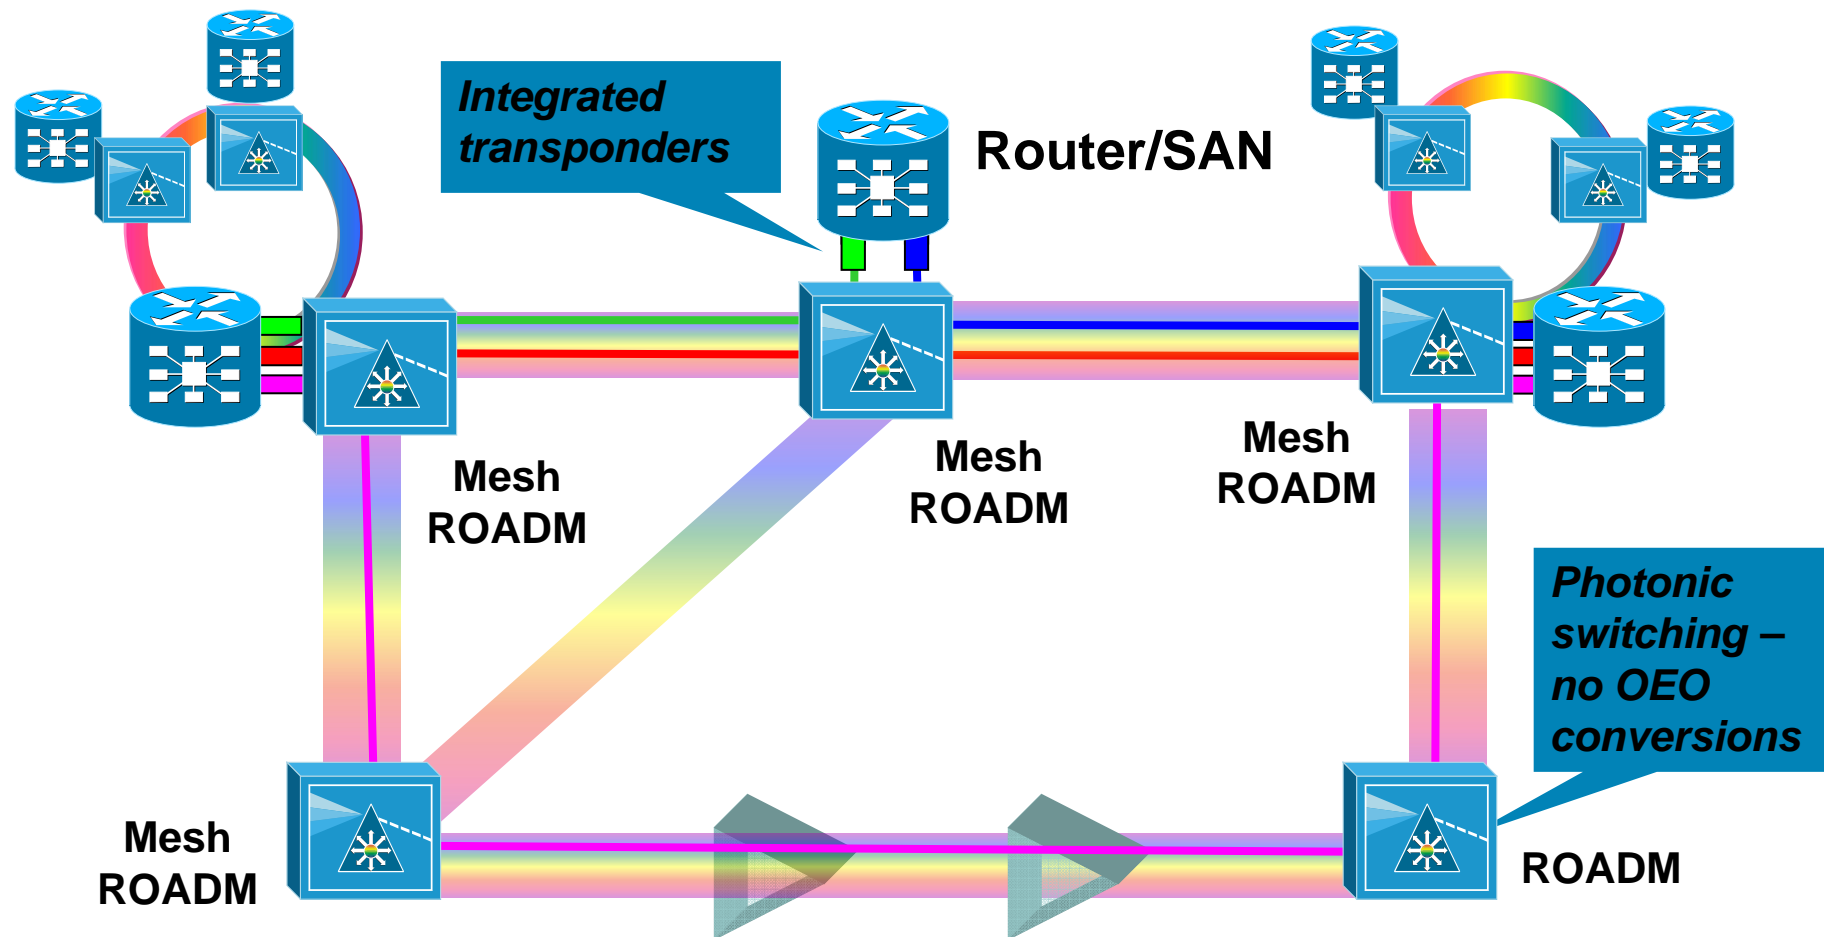 Integrated
transponders
Router/SAN
Mesh
ROADM
Mesh
ROADM
Mesh
ROADM
Photonic
switching –
no OEO
conversions
Mesh
ROADM
ROADM